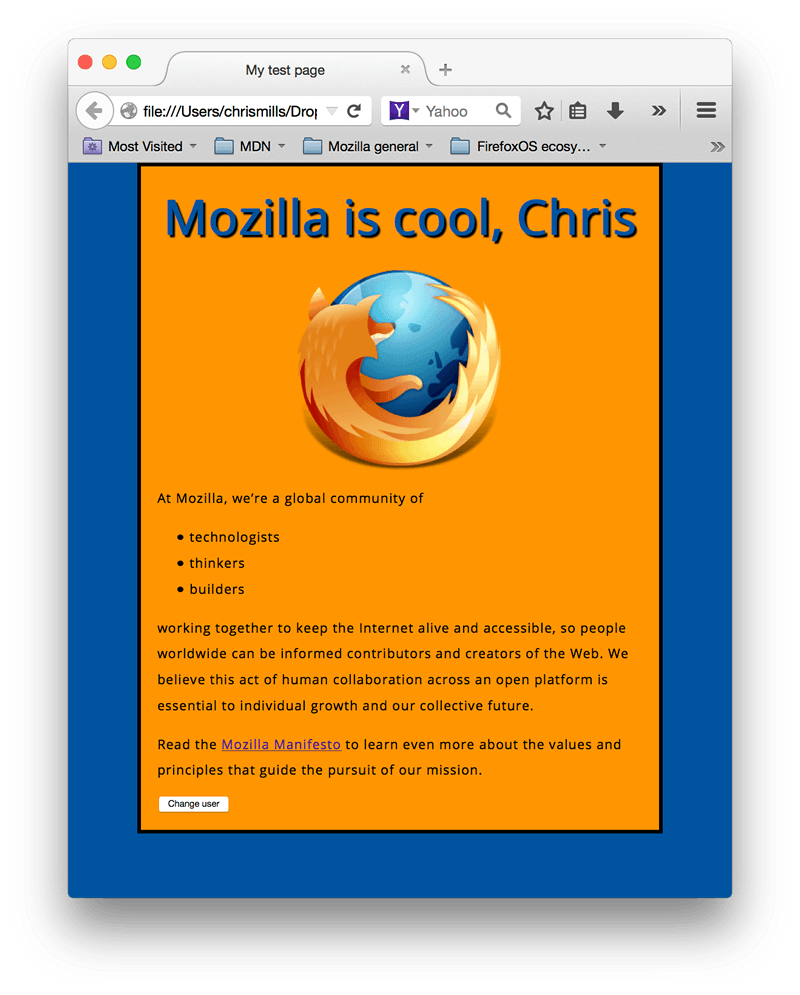 My test page
file:///Users/chrismills/Drop
Yahoo
Most Visited
MDN
Mozilla general
FirefoxOS ecosy…
Mozilla is cool, Chris
At Mozilla, we’re a global community of
• technologists
• thinkers
• builders
working together to keep the Internet alive and accessible, so people
worldwide can be informed contributors and creators of the Web. We
believe this act of human collaboration across an open platform is
essential to individual growth and our collective future.
Read the Mozilla Manifesto to learn even more about the values and
principles that guide the pursuit of our mission.
Change user